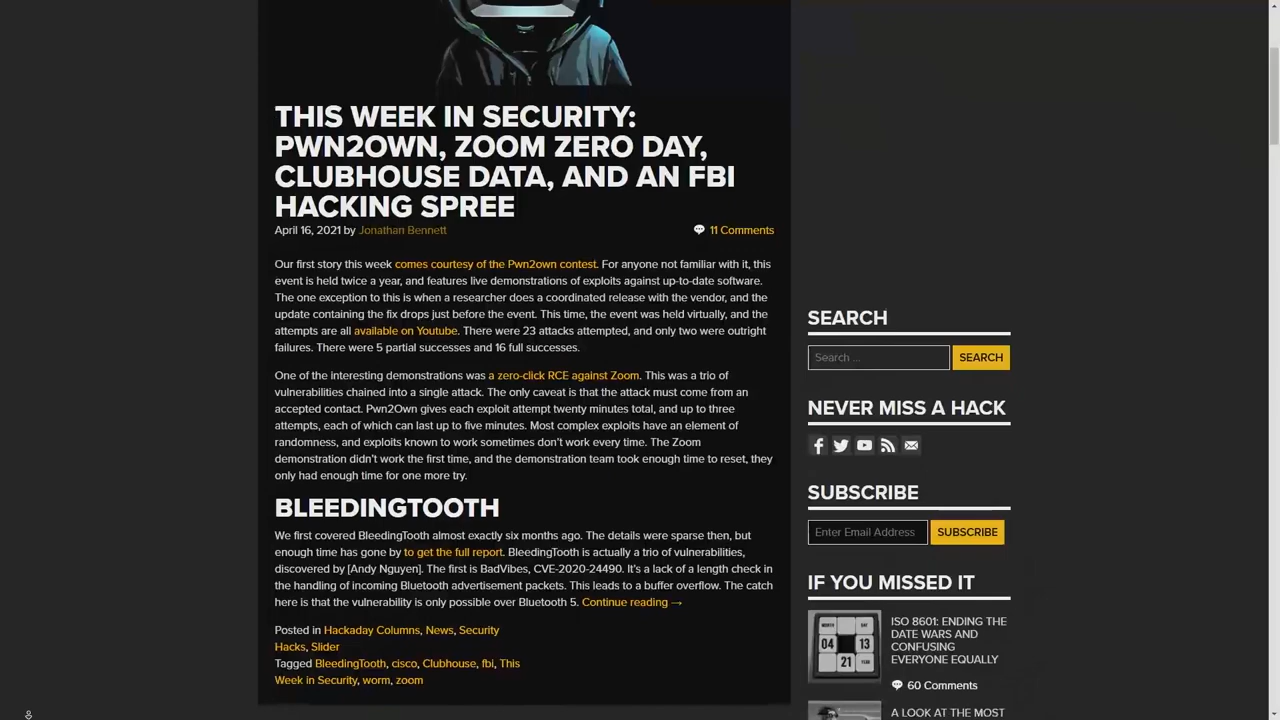 THIS WEEK IN SECURITY:
PWN2OWN, ZOOM ZERO DAY,
CLUBHOUSE DATA, AND AN FBI
HACKING SPREE
April 16, 2021 by Jonathan Bennett
11 Comments
Our first story this week comes courtesy of the Pwn2own contest. For anyone not familiar with it, this
event is held twice a year, and features live demonstrations of exploits against up-to-date software.
The one exception to this is when a researcher does a coordinated release with the vendor, and the
update containing the fix drops just before the event. This time, the event was held virtually, and the
attempts are all available on Youtube. There were 23 attacks attempted, and only two were outright
failures. There were 5 partial successes and 16 full successes.
One of the interesting demonstrations was a zero-click RCE against Zoom. This was a trio of
vulnerabilities chained into a single attack. The only caveat is that the attack must come from an
accepted contact. Pwn2Own gives each exploit attempt twenty minutes total, and up to three
attempts, each of which can last up to five minutes. Most complex exploits have an element of
randomness, and exploits known to work sometimes don't work every time. The Zoom
demonstration didn't work the first time, and the demonstration team took enough time to reset, they
only had enough time for one more try.
BLEEDINGTOOTH
We first covered BleedingTooth almost exactly six months ago. The details were sparse then, but
enough time has gone by to get the full report. BleedingTooth is actually a trio of vulnerabilities,
discovered by [Andy Nguyen]. The first is BadVibes, CVE-2020-24490. It's a lack of a length check in
the handling of incoming Bluetooth advertisement packets. This leads to a buffer overflow. The catch
here is that the vulnerability is only possible over Bluetooth 5. Continue reading →
Posted in Hackaday Columns, News, Security
Hacks, Slider
Tagged BleedingTooth, cisco, Clubhouse, fbi, This
Week in Security, worm, zoom
SEARCH
Search ...
SEARCH
NEVER MISS A HACK
SUBSCRIBE
Enter Email Address
SUBSCRIBE
IF YOU MISSED IT
MONTH
DAY
04
13
21
YEAR
ISO 8601: ENDING THE
DATE WARS AND
CONFUSING
EVERYONE EQUALLY
60 Comments
A LOOK AT THE MOST